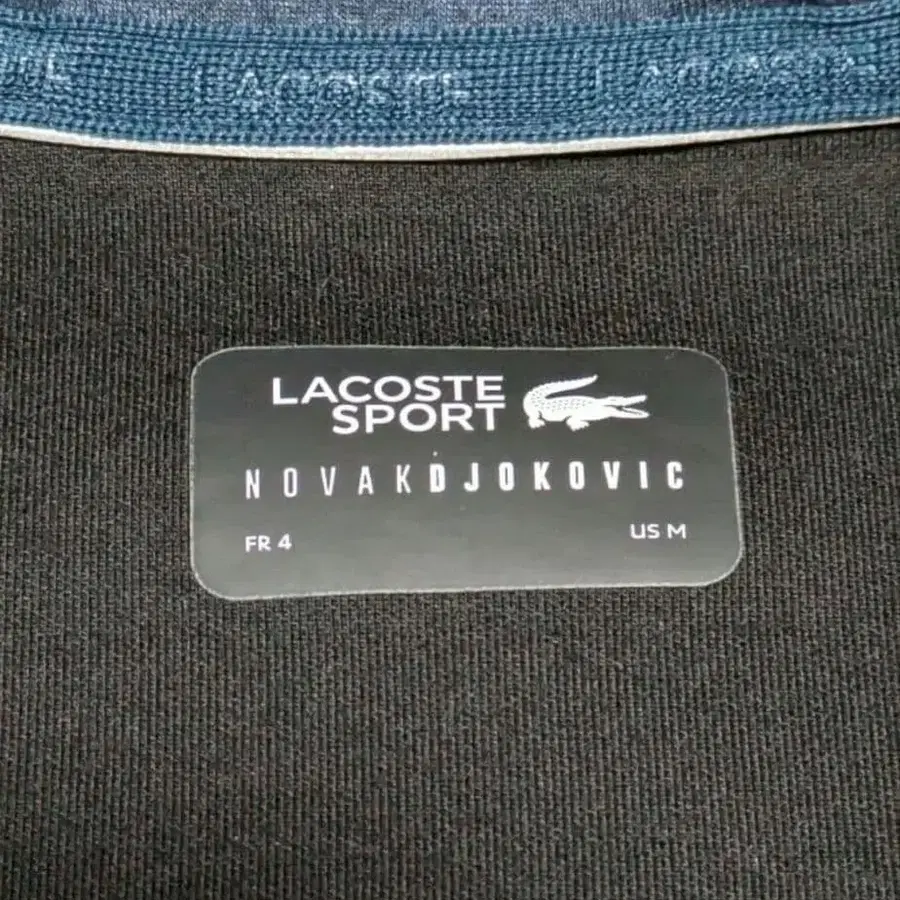 LACOSTE
LACOSTE
SPORT
NOVAKDJOKOVIC
FR 4 US M